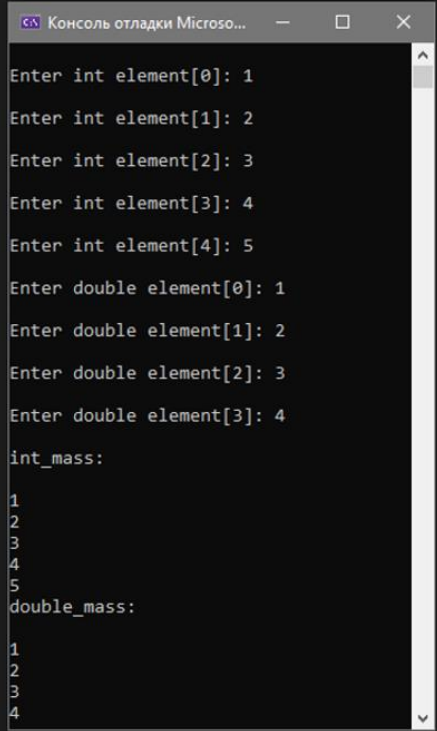 Консоль отладки Microso...
Enter int element[0]: 1
Enter int element[1]: 2
Enter int element[2]: 3
Enter int element[3]: 4
Enter int element[4]: 5
Enter double element[0]: 1
Enter double element[1]: 2
Enter double element[2]: 3
Enter double element[3]: 4
int_mass:
1
2
3
4
5
double_mass:
1
2
3
4